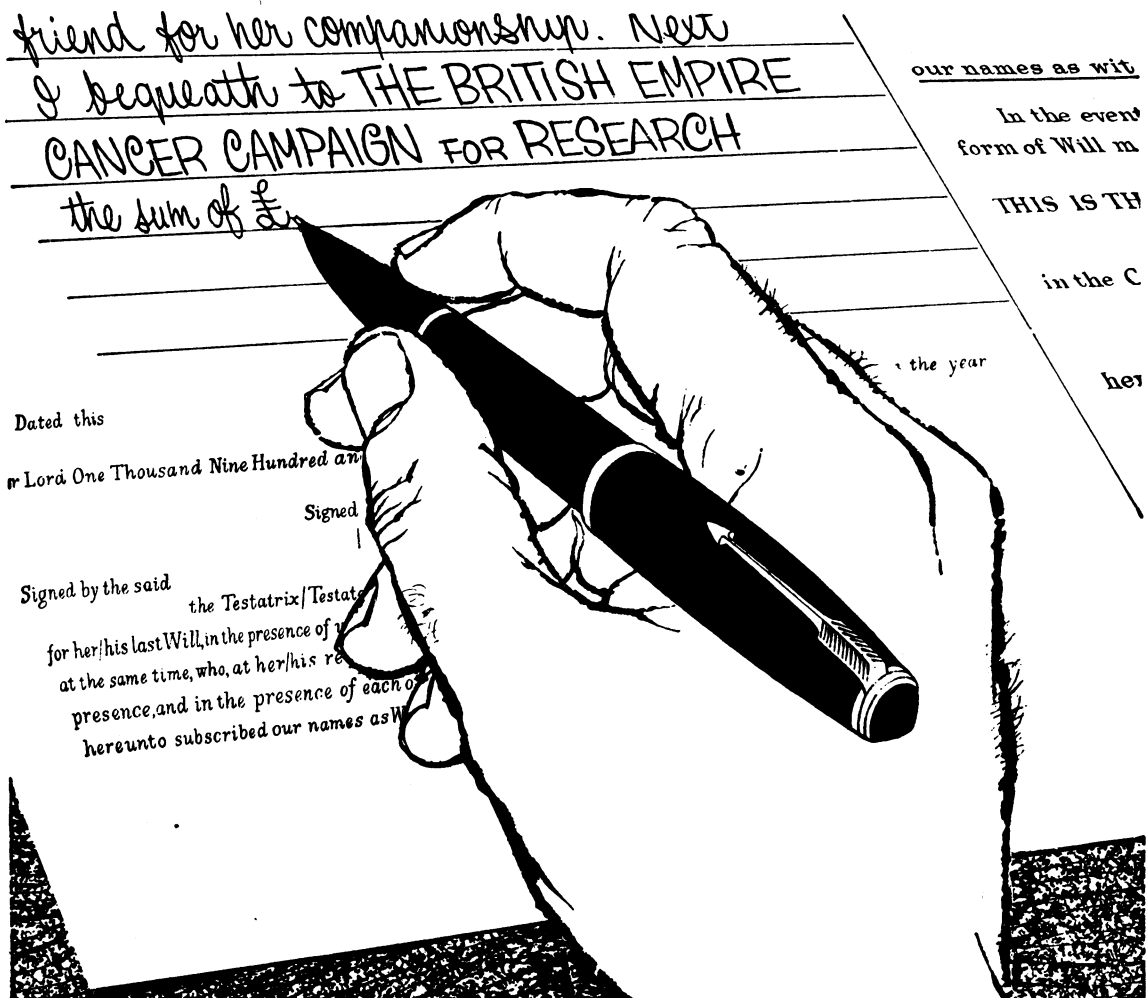 friend for her companionship. Next
I bequeath to THE BRITISH EMPIRE
CANCER CAMPAIGN FOR RESEARCH
the sum of £
the year
Dated this
r Lord One Thousand Nine Hundred an
Signed
Signed by the said
the Testatrix/Testat
for her/his last Will, in the presence of
at the same time, who, at her/his re
presence, and in the presence of each o
hereunto subscribed our names as W
our names as wit
In the even
form of Will m
THIS IS TH
in the C
her